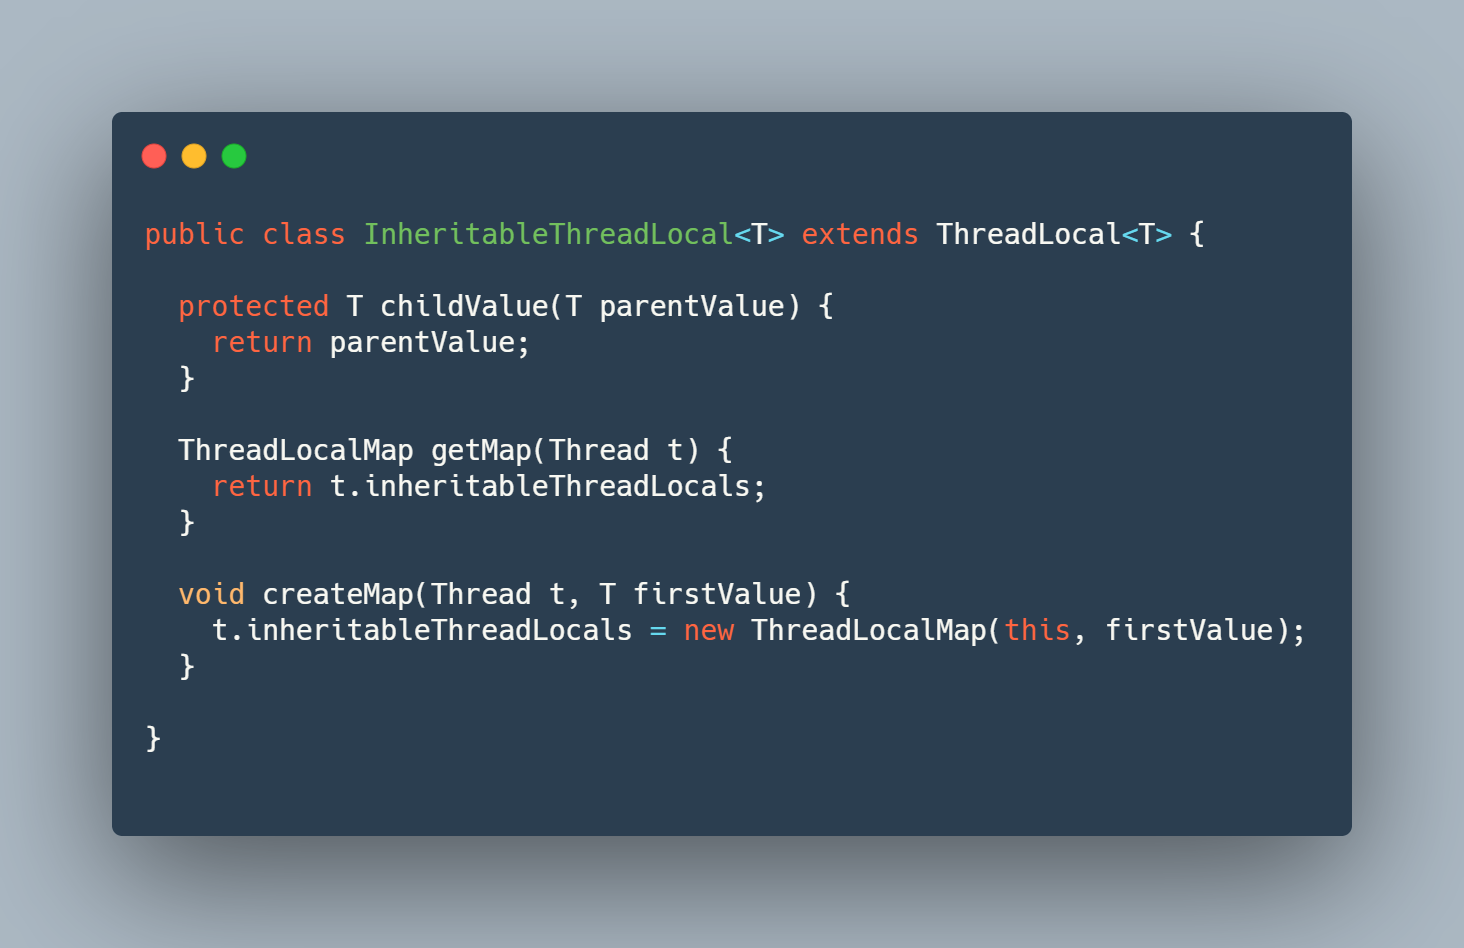 public class InheritableThreadLocal<T> extends ThreadLocal<T> {
  protected T childValue(T parentValue) {
    return parentValue;
  }
  ThreadLocalMap getMap(Thread t) {
    return t.inheritableThreadLocals;
  }
  void createMap(Thread t, T firstValue) {
    t.inheritableThreadLocals = new ThreadLocalMap(this, firstValue);
  }
}